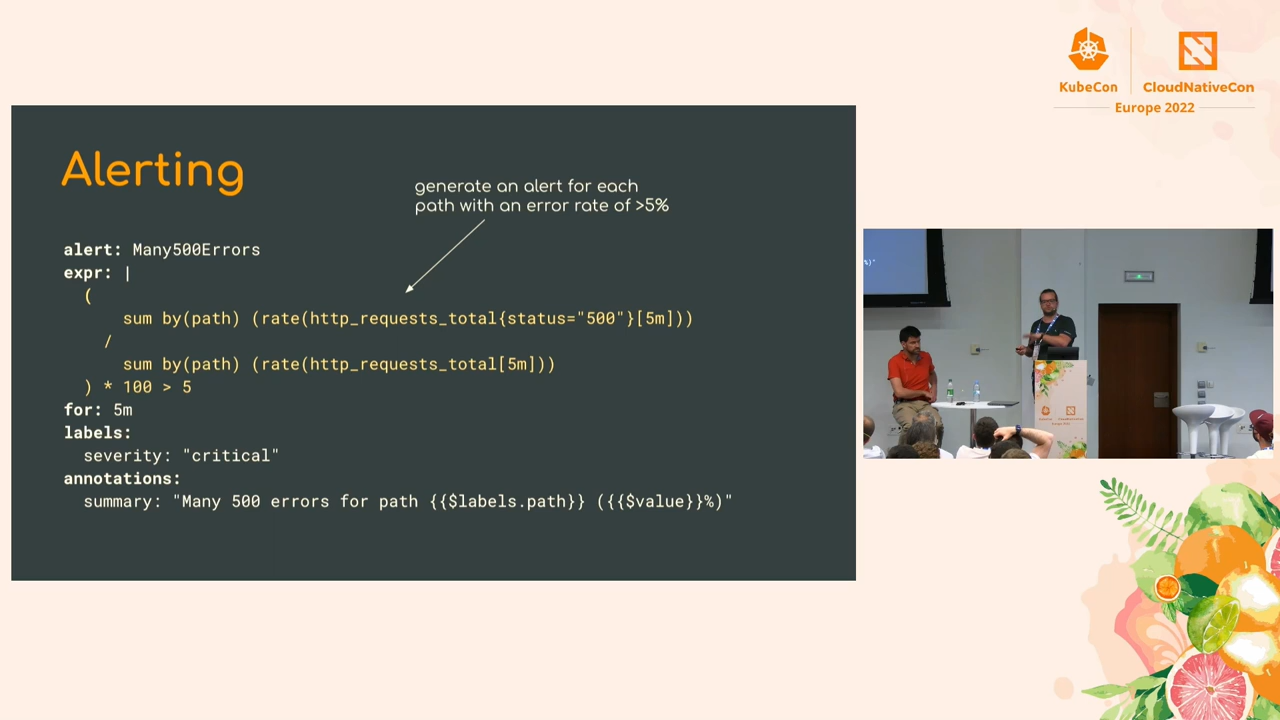 KubeCon
CloudNativeCon
Europe 2022
Alerting
generate an alert for each
path with an error rate of >5%
alert: Many500Errors
expr: |
(
sum by(path) (rate(http_requests_total{status="500"}[5m]))
/
sum by(path) (rate(http_requests_total[5m]))
) * 100 > 5
for: 5m
labels:
severity: "critical"
annotations:
summary: "Many 500 errors for path {{$labels.path}} ({{$value}}%)"